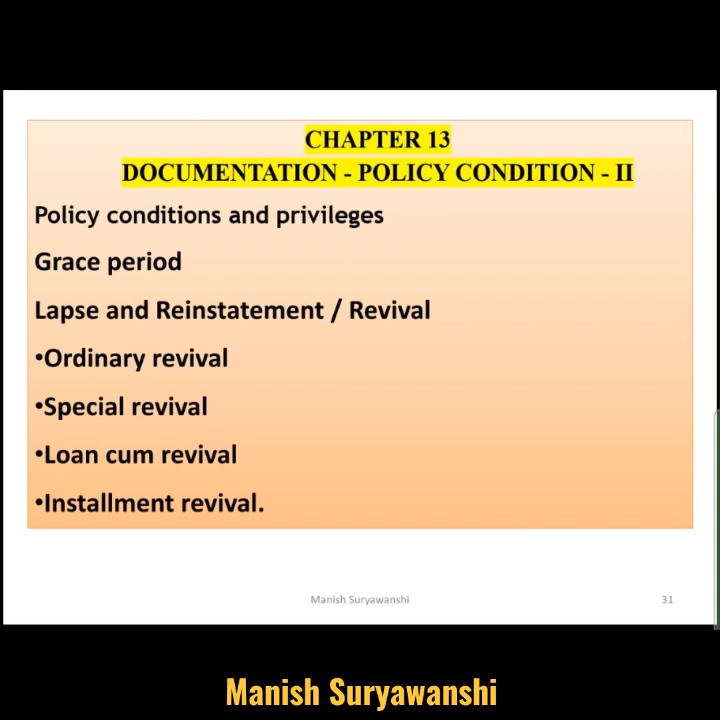 CHAPTER 13
DOCUMENTATION - POLICY CONDITION - II
Policy conditions and privileges
Grace period
Lapse and Reinstatement / Revival
•Ordinary revival
•Special revival
•Loan cum revival
•Installment revival.
Manish Suryawanshi
31
Manish Suryawanshi